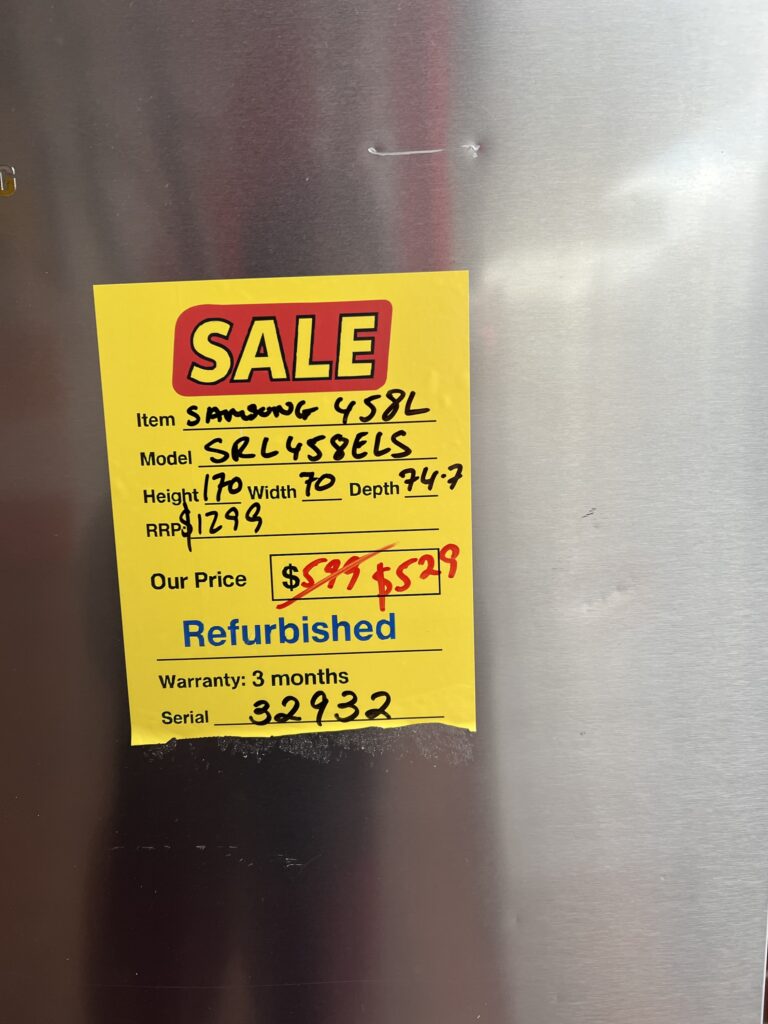 SALE
Item SAMSUNG 458L
Model SRL458ELS
Height 170 Width 70 Depth 74.7
RRP: $1299
Our Price $599 $529
Refurbished
Warranty: 3 months
Serial 32932